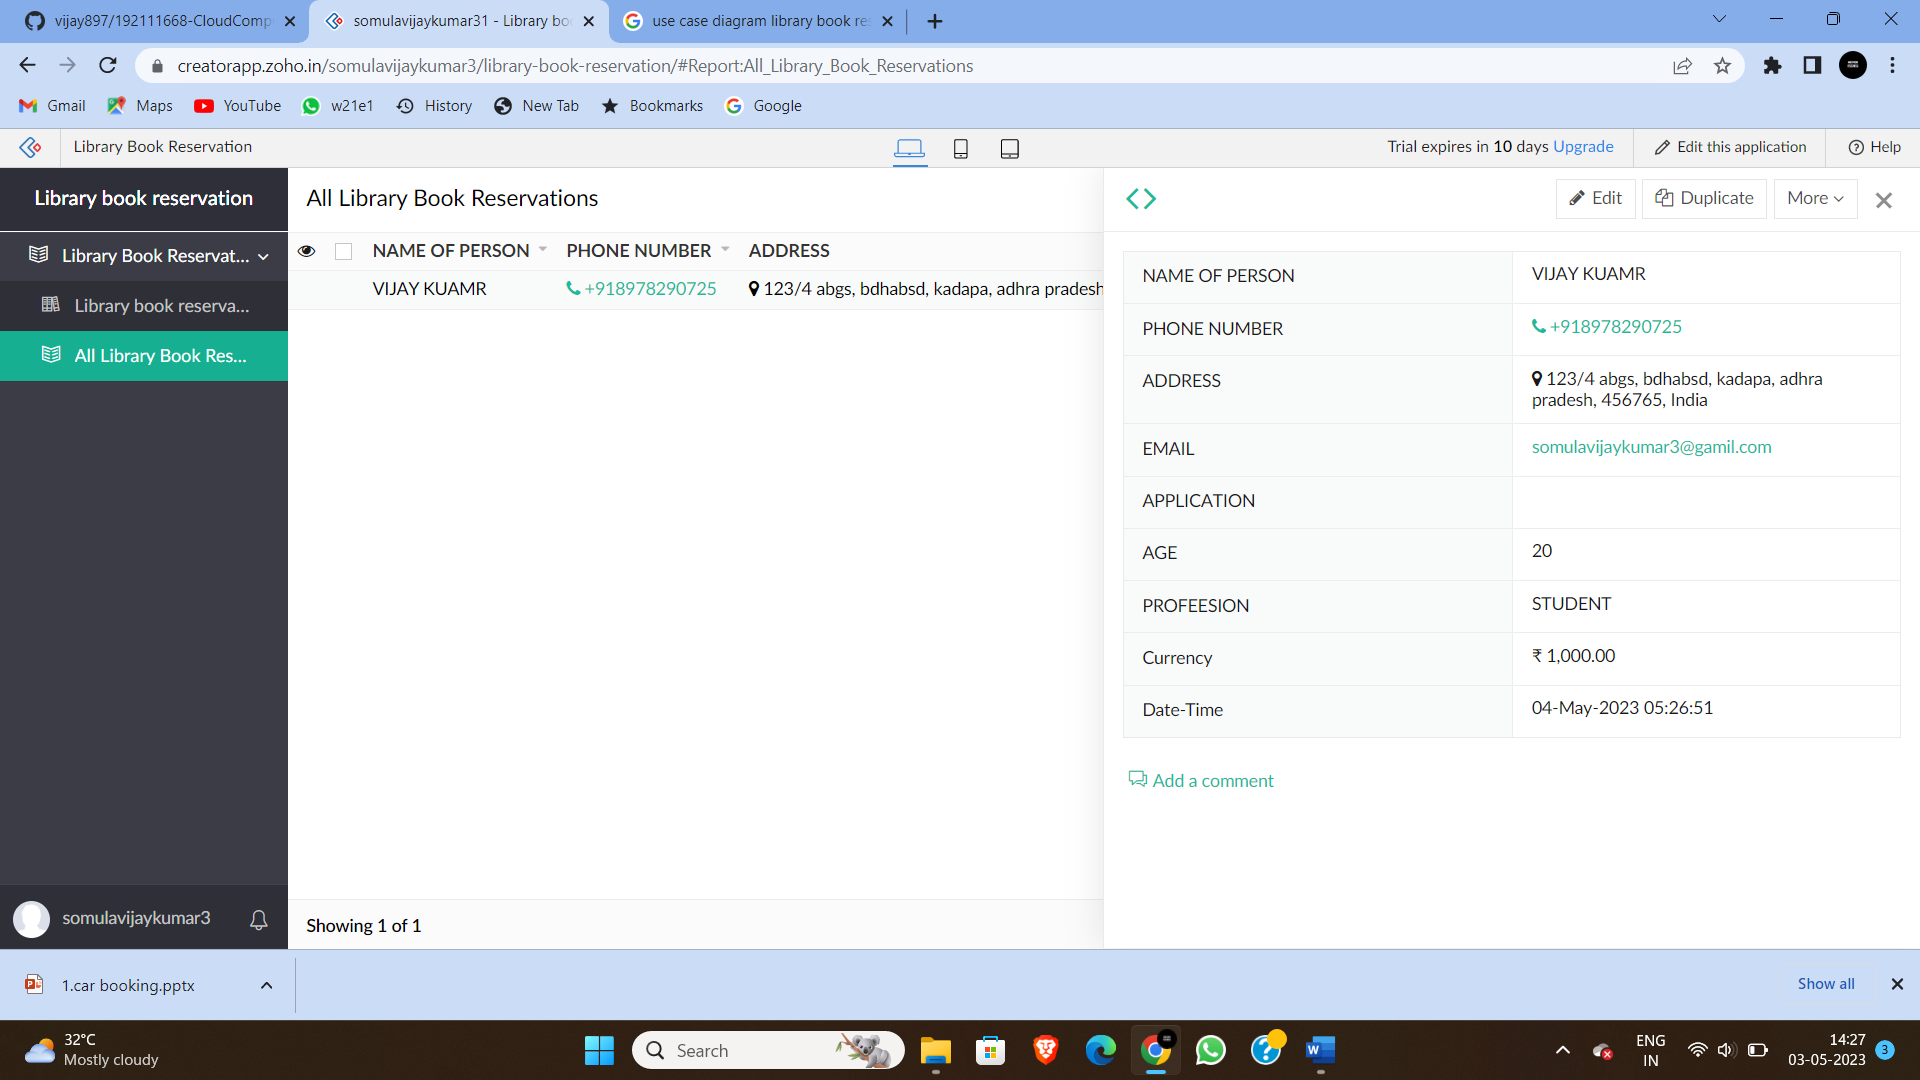 vijay897/192111668-CloudComp
somulavijaykumar31 - Library bo
use case diagram library book re
creatorapp.zoho.in/somulavijaykumar3/library-book-reservation/#Report:All_Library_Book_Reservations
Gmail Maps YouTube w21e1 History New Tab Bookmarks Google
Library Book Reservation
Trial expires in 10 days Upgrade
Edit this application
Help
Library book reservation
Library Book Reservat...
Library book reserva...
All Library Book Res...
somulavijaykumar3
All Library Book Reservations
NAME OF PERSON PHONE NUMBER ADDRESS
VIJAY KUAMR +918978290725 123/4 abgs, bdhabsd, kadapa, adhra pradesh
Showing 1 of 1
Edit Duplicate More
NAME OF PERSON VIJAY KUAMR
PHONE NUMBER +918978290725
ADDRESS 123/4 abgs, bdhabsd, kadapa, adhra
pradesh, 456765, India
EMAIL somulavijaykumar3@gamil.com
APPLICATION
AGE 20
PROFEESION STUDENT
Currency ₹ 1,000.00
Date-Time 04-May-2023 05:26:51
Add a comment
1.car booking.pptx
Show all
32°C
Mostly cloudy
Search
ENG
IN
14:27
03-05-2023
3